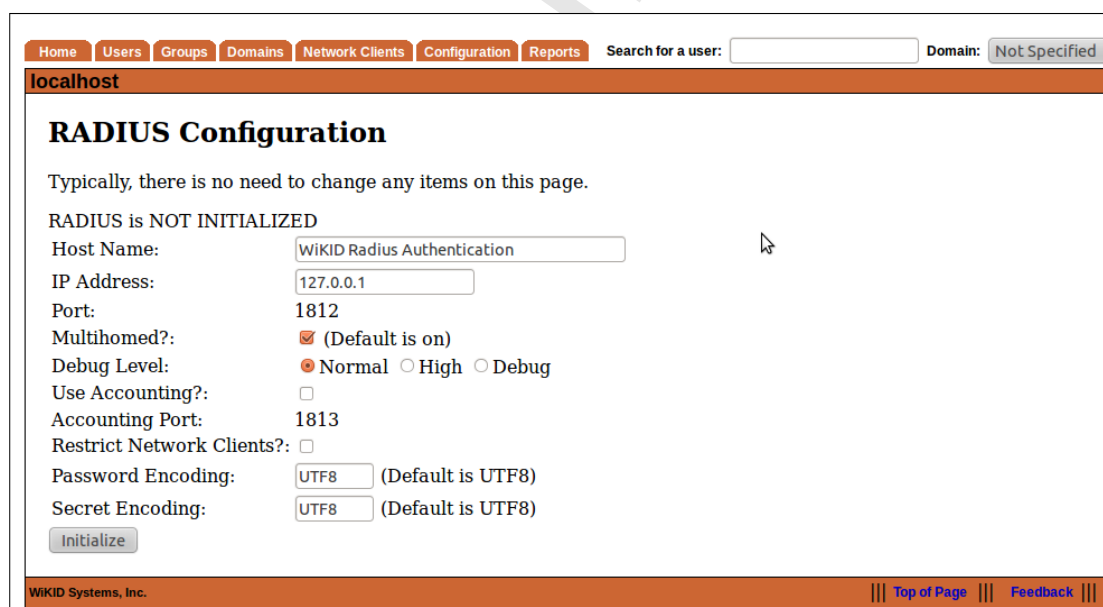 Home Users Groups Domains Network Clients Configuration Reports Search for a user: Domain: Not Specified
localhost
RADIUS Configuration
Typically, there is no need to change any items on this page.
RADIUS is NOT INITIALIZED
Host Name: WiKID Radius Authentication
IP Address: 127.0.0.1
Port: 1812
Multihomed?: (Default is on)
Debug Level: Normal High Debug
Use Accounting?:
Accounting Port: 1813
Restrict Network Clients?:
Password Encoding: UTF8 (Default is UTF8)
Secret Encoding: UTF8 (Default is UTF8)
Initialize
WiKID Systems, Inc. ||| Top of Page ||| Feedback |||